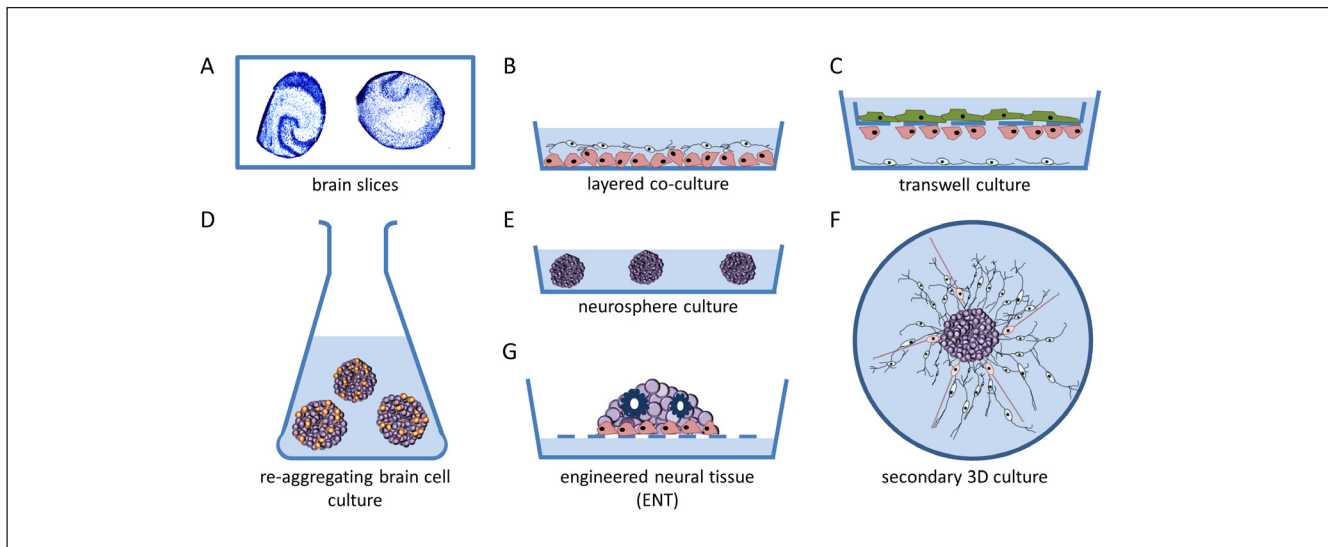 A
brain slices
B
layered co-culture
C
transwell culture
D
re-aggregating brain cell
culture
E
neurosphere culture
F
secondary 3D culture
G
engineered neural tissue
(ENT)